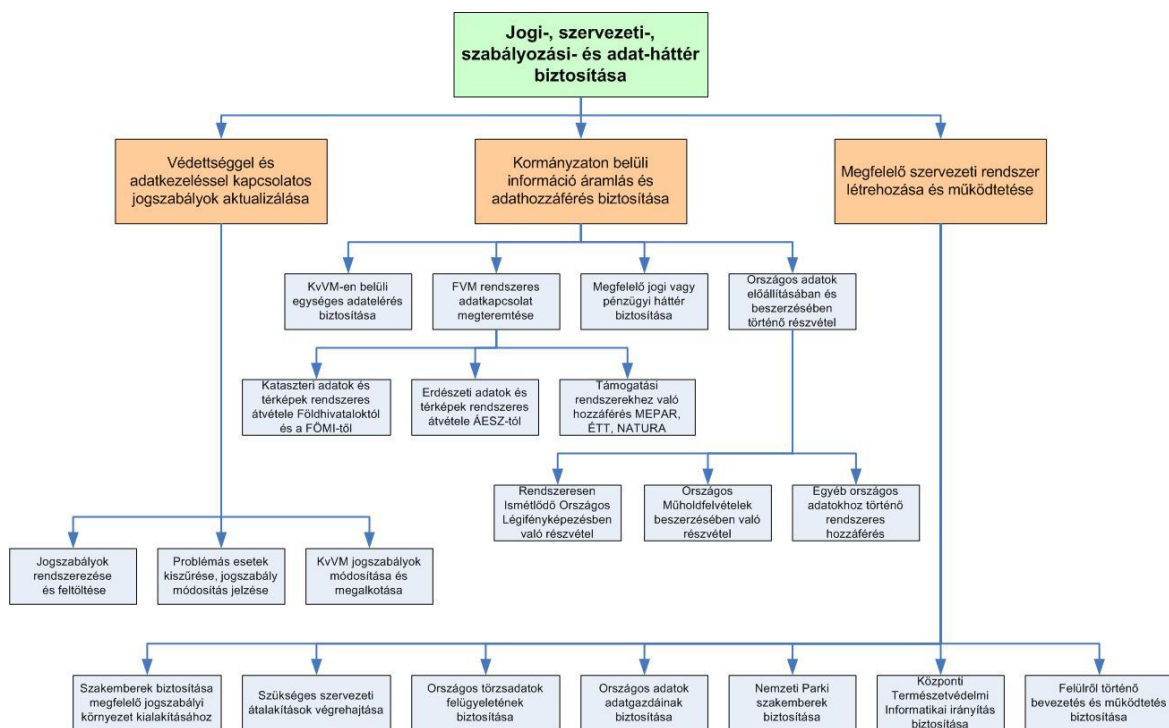 Jogi-, szervezeti-,
szabályozási- és adat-háttér
biztosítása
Védettséggel és
adatkezeléssel kapcsolatos
jogszabályok aktualizálása
Kormányzaton belüli
információ áramlás és
adathozzáférés biztosítása
Megfelelő szervezeti rendszer
létrehozása és működtetése
KvVM-en belüli
egységes adatelérés
biztosítása
FVM rendszeres
adatkapcsolat
megteremtése
Megfelelő jogi vagy
pénzügyi háttér
biztosítása
Országos adatok
előállításában és
beszerzésében
történő részvétel
Kataszteri adatok és
térképek rendszeres
átvétele Földhivataloktól
és a FÖMI-től
Erdészeti adatok és
térképek rendszeres
átvétele ÁESZ-tól
Támogatási
rendszerekhez való
hozzáférés MEPAR,
ÉTT, NATURA
Rendszeresen
Ismétlődő Országos
Légifényképezésben
való részvétel
Országos
Műholdfelvételek
beszerzésében való
részvétel
Egyéb országos
adatokhoz történő
rendszeres
hozzáférés
Jogszabályok
rendszerezése
és feltöltése
Problémás esetek
kiszűrése, jogszabály
módosítás jelzése
KvVM jogszabályok
módosítása és
megalkotása
Szakemberek biztosítása
megfelelő jogszabályi
környezet kialakításához
Szükséges szervezeti
átalakítások végrehajtása
Országos törzsadatok
felügyeletének
biztosítása
Országos adatok
adatgazdáinak
biztosítása
Nemzeti Parki
szakemberek
biztosítása
Központi
Természetvédelmi
Informatikai irányítás
biztosítása
Felülről történő
bevezetés és működtetés
biztosítása